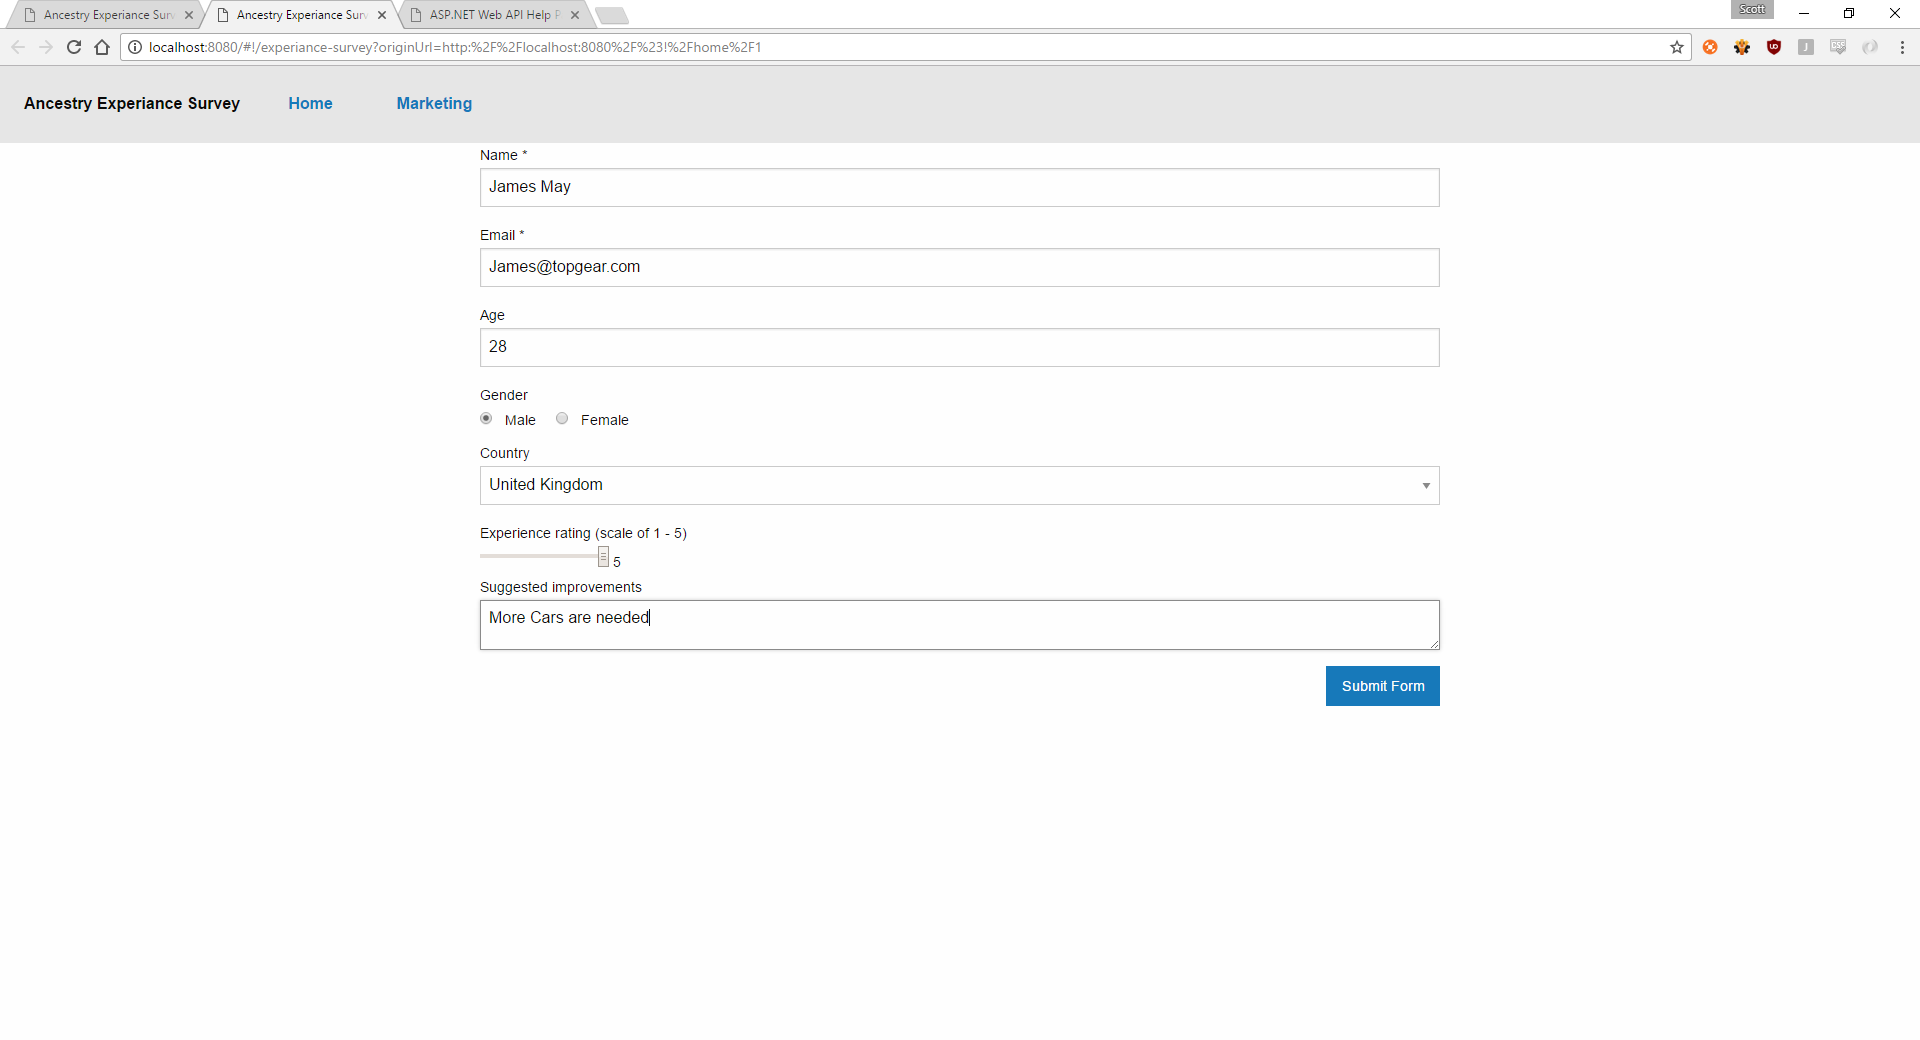 Ancestry Experiance Surv
Ancestry Experiance Surv
ASP.NET Web API Help P
Scott
localhost:8080/#!/experiance-survey?originUrl=http:%2F%2Flocalhost:8080%2F%23!%2Fhome%2F1
Ancestry Experiance Survey Home Marketing
Name *
James May
Email *
James@topgear.com
Age
28
Gender
Male Female
Country
United Kingdom
Experience rating (scale of 1 - 5)
5
Suggested improvements
More Cars are needed
Submit Form